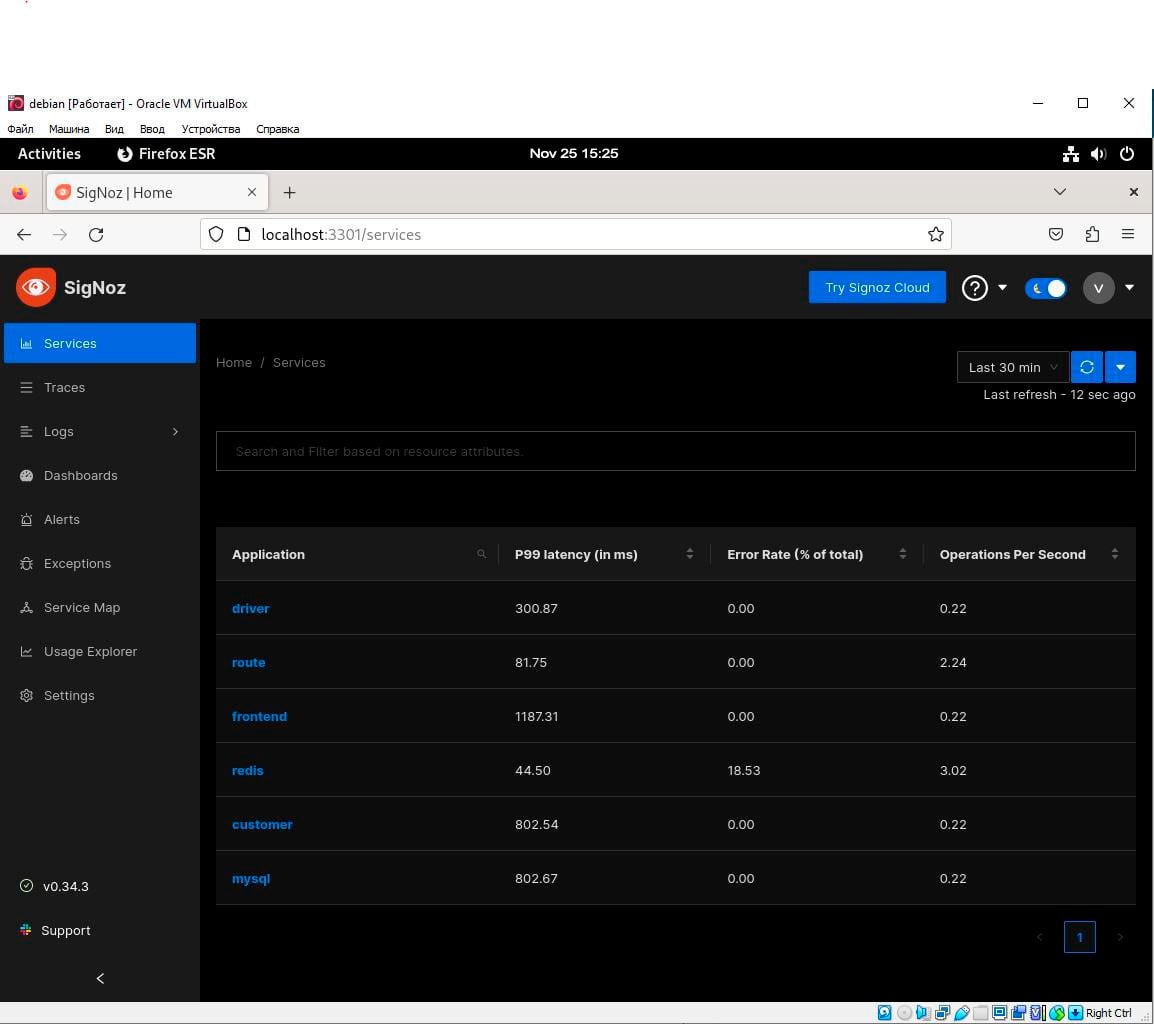 debian [Работает] - Oracle VM VirtualBox
Файл Машина Вид Ввод Устройства Справка
Activities Firefox ESR Nov 25 15:25
SigNoz | Home
localhost:3301/services
SigNoz Try Signoz Cloud ? V
Services
Traces
Logs
Dashboards
Alerts
Exceptions
Service Map
Usage Explorer
Settings
v0.34.3
Support
Home / Services
Last 30 min
Last refresh - 12 sec ago
Search and Filter based on resource attributes.
Application P99 latency (in ms) Error Rate (% of total) Operations Per Second
driver 300.87 0.00 0.22
route 81.75 0.00 2.24
frontend 1187.31 0.00 0.22
redis 44.50 18.53 3.02
customer 802.54 0.00 0.22
mysql 802.67 0.00 0.22
< 1 >
Right Ctrl